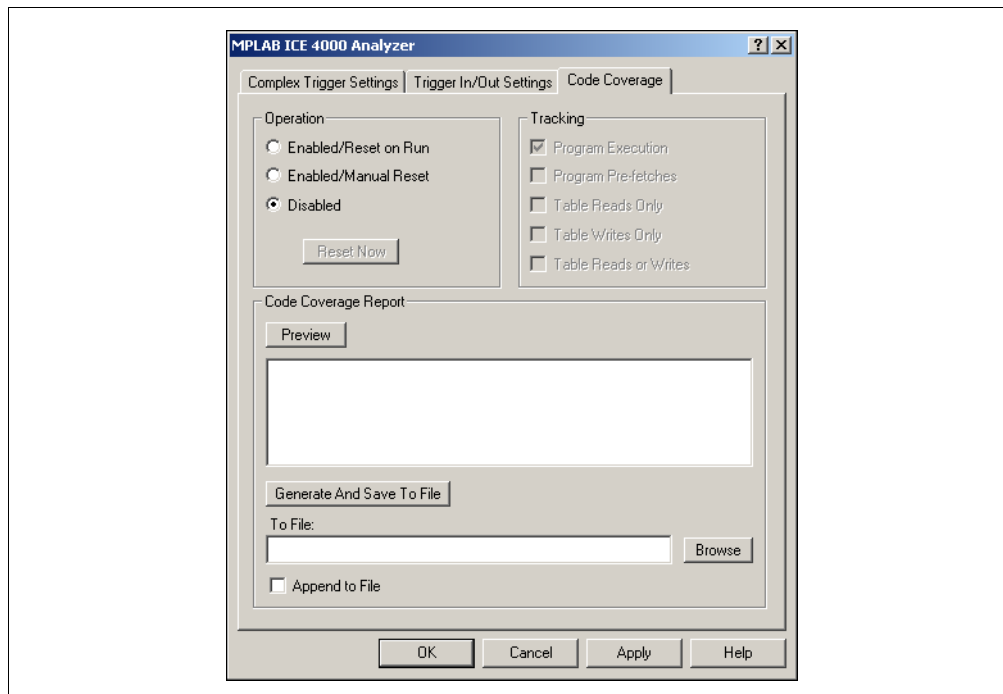 MPLAB ICE 4000 Analyzer
Complex Trigger Settings
Trigger In/Out Settings
Code Coverage
Operation
Enabled/Reset on Run
Enabled/Manual Reset
Disabled
Reset Now
Tracking
Program Execution
Program Pre-fetches
Table Reads Only
Table Writes Only
Table Reads or Writes
Code Coverage Report
Preview
Generate And Save To File
To File:
Browse
Append to File
OK
Cancel
Apply
Help